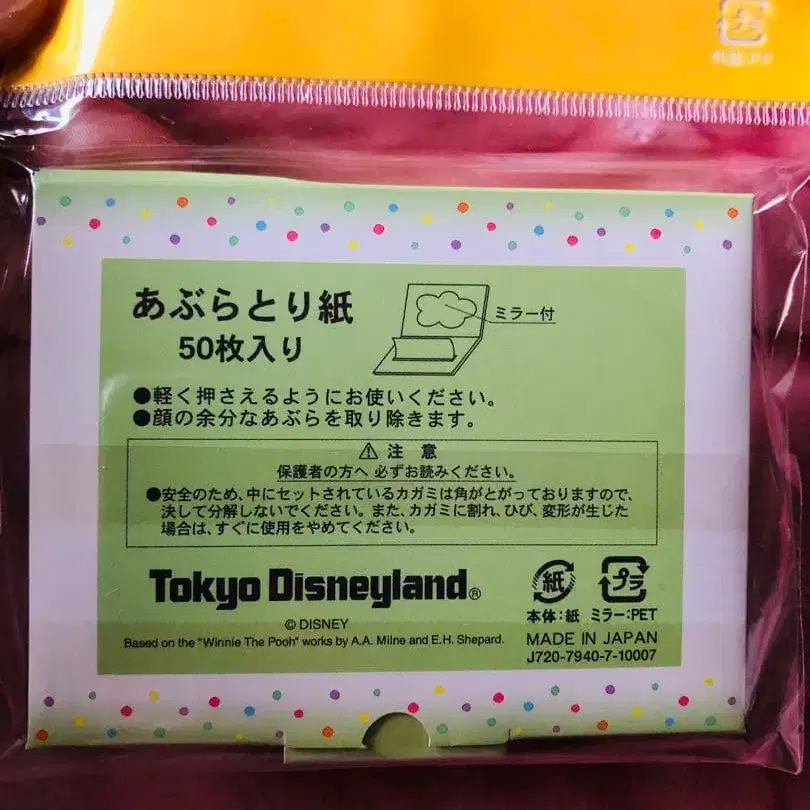 あぶらとり紙
50枚入り
ミラー付
●軽く押さえるようにお使いください。
●顔の余分なあぶらを取り除きます。
⚠ 注 意
保護者の方へ 必ずお読みください。
●安全のため、中にセットされているカガミは角がとがっておりますので、
決して分解しないでください。また、カガミに割れ、ひび、変形が生じた
場合は、すぐに使用をやめてください。
Tokyo Disneyland®
© DISNEY
Based on the "Winnie The Pooh" works by A.A. Milne and E.H. Shepard.
紙 プラ
本体:紙 ミラー:PET
MADE IN JAPAN
J720-7940-7-10007